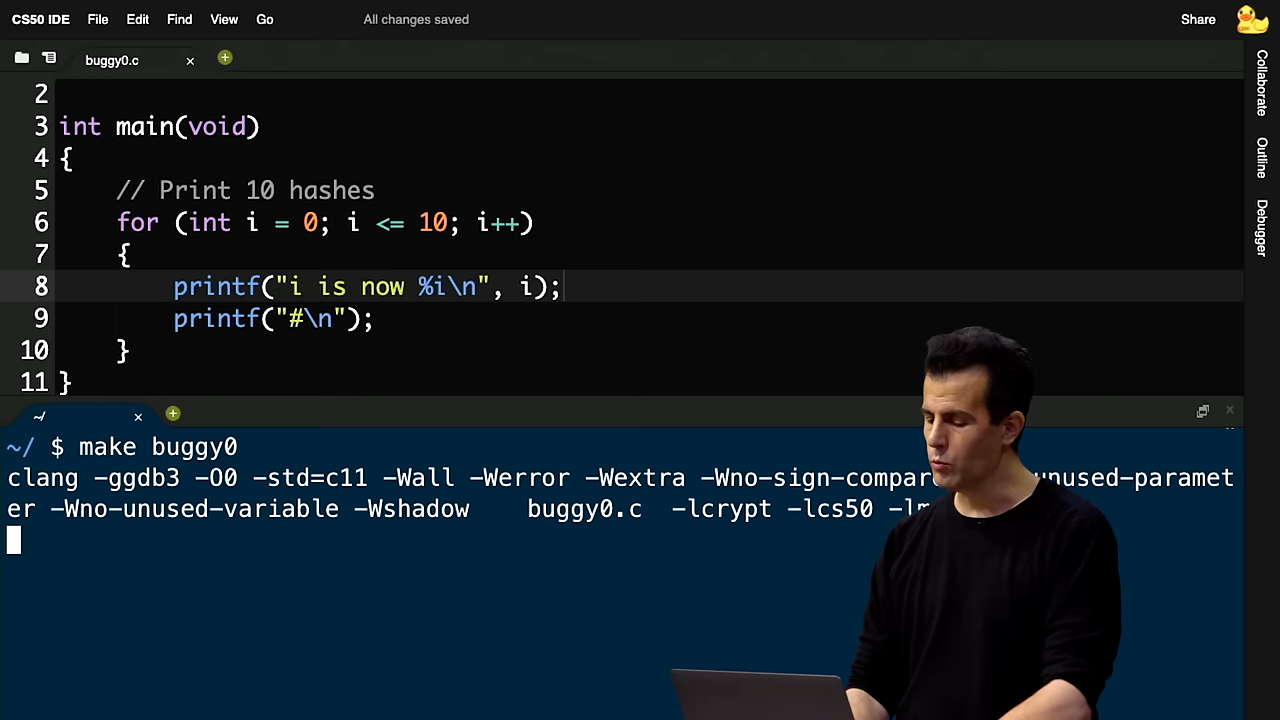 CS50 IDE File Edit Find View Go All changes saved Share
buggy0.c
2
3 int main(void)
4 {
5 // Print 10 hashes
6 for (int i = 0; i <= 10; i++)
7 {
8 printf("i is now %i\n", i);
9 printf("#\n");
10 }
11 }
Collaborate
Outline
Debugger
~/
~/ $ make buggy0
clang -ggdb3 -O0 -std=c11 -Wall -Werror -Wextra -Wno-sign-compar unused-paramet
er -Wno-unused-variable -Wshadow buggy0.c -lcrypt -lcs50 -lm